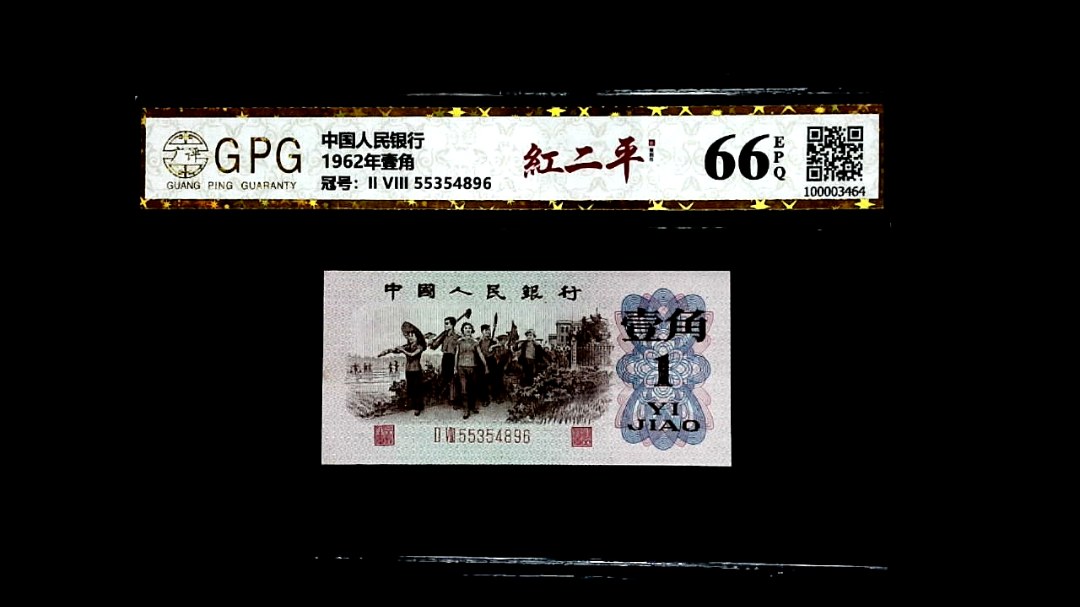 GPG
GUANG PING GUARANTY
中国人民银行
1962年壹角
冠号：II VIII 55354896
紅二平
66
EPQ
100003464
中國人民銀行
壹角
1
YI
JIAO
II VIII 55354896